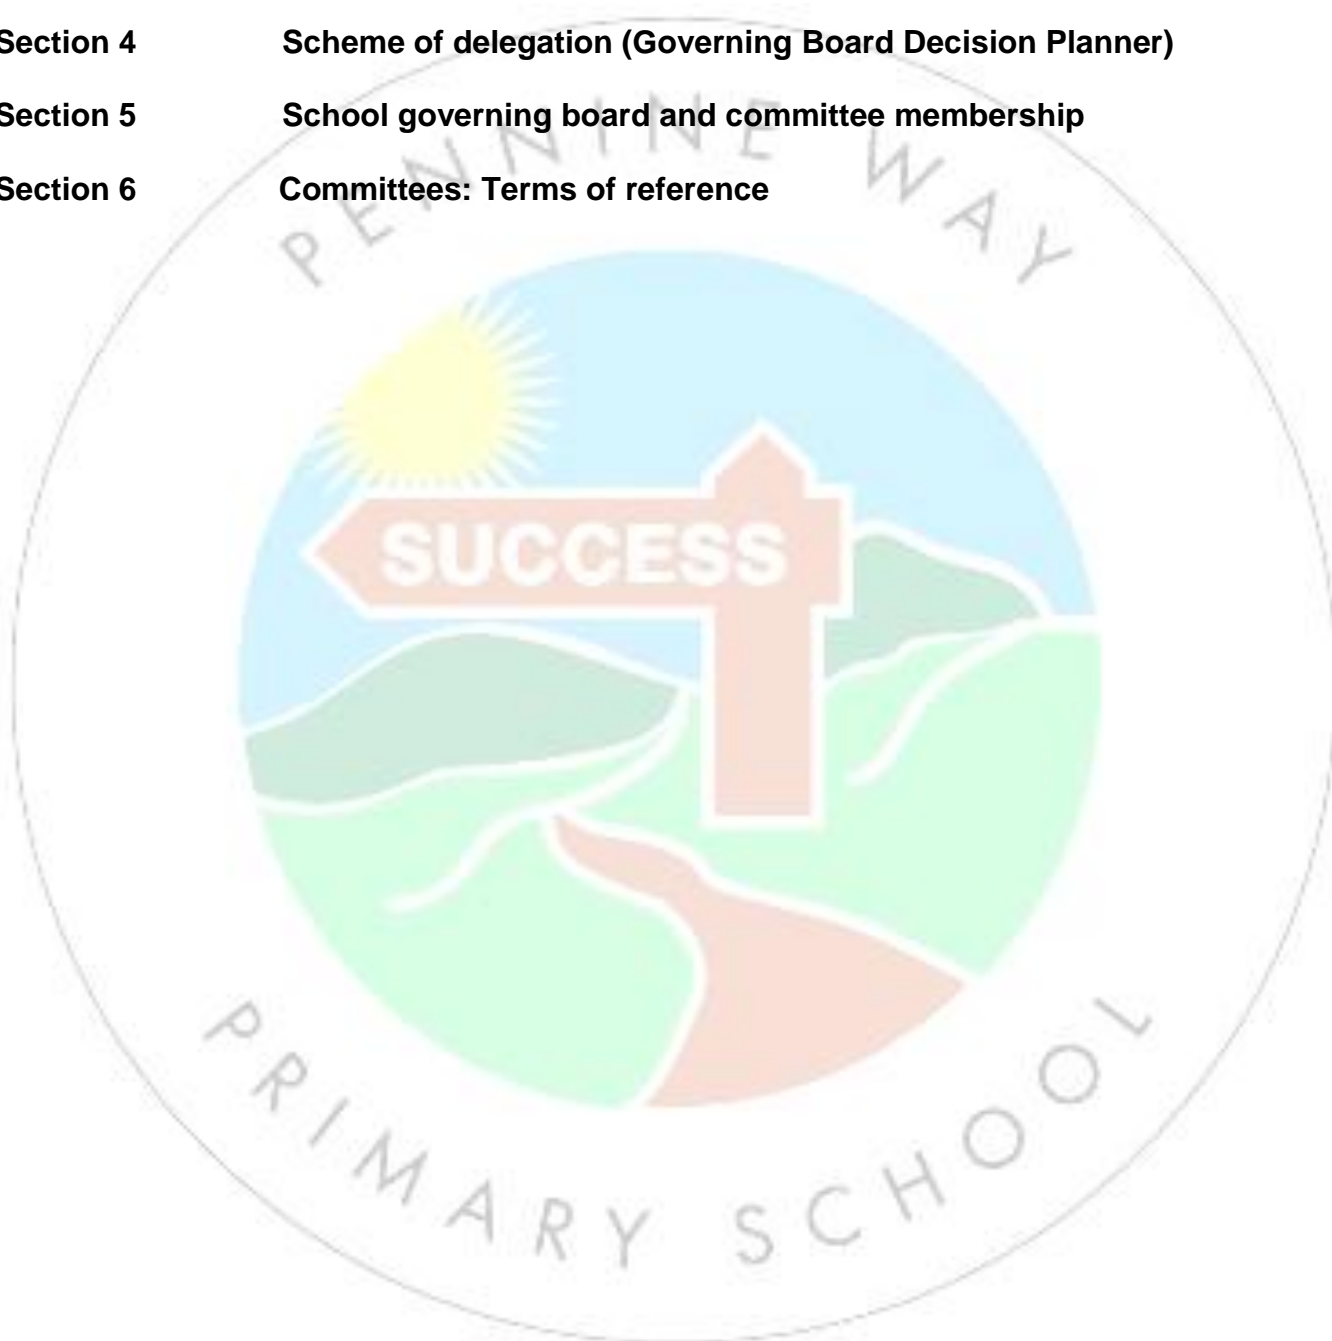 Section 4 Scheme of delegation (Governing Board Decision Planner)
Section 5 School governing board and committee membership
Section 6 Committees: Terms of reference
PENNINE WAY
SUCCESS
PRIMARY SCHOOL